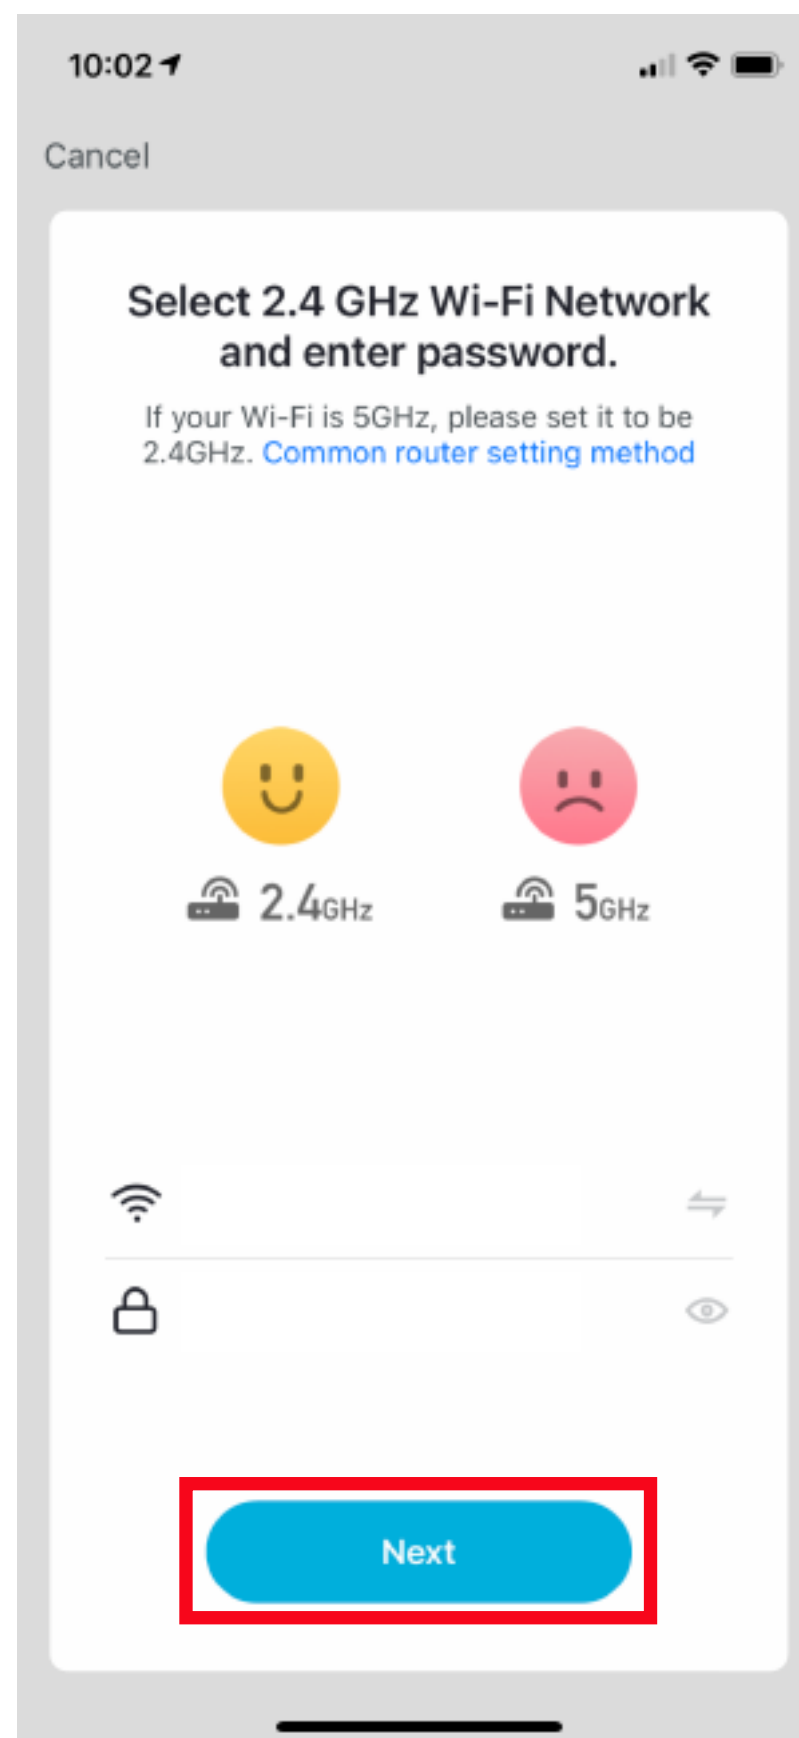 10:02
Cancel
Select 2.4 GHz Wi-Fi Network
and enter password.
If your Wi-Fi is 5GHz, please set it to be
2.4GHz. Common router setting method
2.4GHz 5GHz
Next